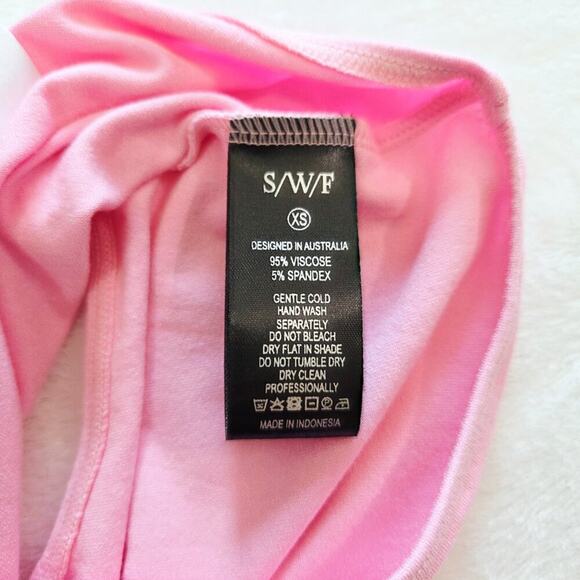 S/W/F
XS
DESIGNED IN AUSTRALIA
95% VISCOSE
5% SPANDEX
GENTLE COLD
HAND WASH
SEPARATELY
DO NOT BLEACH
DRY FLAT IN SHADE
DO NOT TUMBLE DRY
DRY CLEAN
PROFESSIONALLY
MADE IN INDONESIA